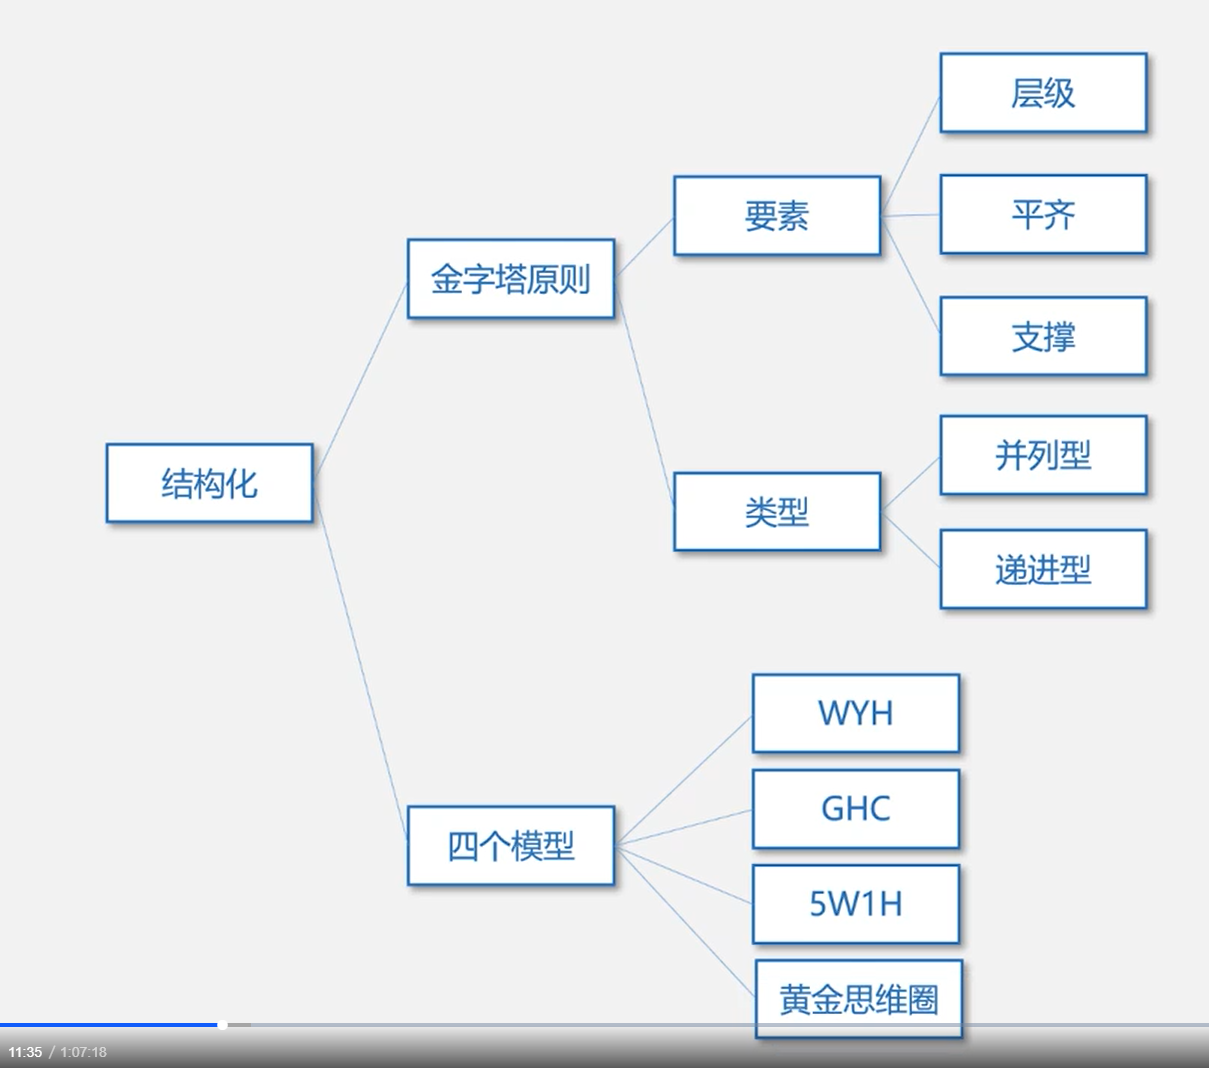 结构化
金字塔原则
要素
层级
平齐
支撑
类型
并列型
递进型
四个模型
WYH
GHC
5W1H
黄金思维圈
11:35 / 1:07:18